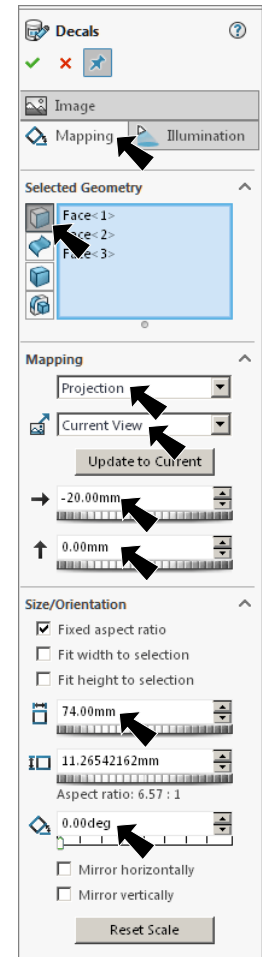 Decals
Image
Mapping Illumination
Selected Geometry
Face<1>
Face<2>
Face<3>
Mapping
Projection
Current View
Update to Current
-20.00mm
0.00mm
Size/Orientation
Fixed aspect ratio
Fit width to selection
Fit height to selection
74.00mm
11.26542162mm
Aspect ratio: 6.57 : 1
0.00deg
Mirror horizontally
Mirror vertically
Reset Scale